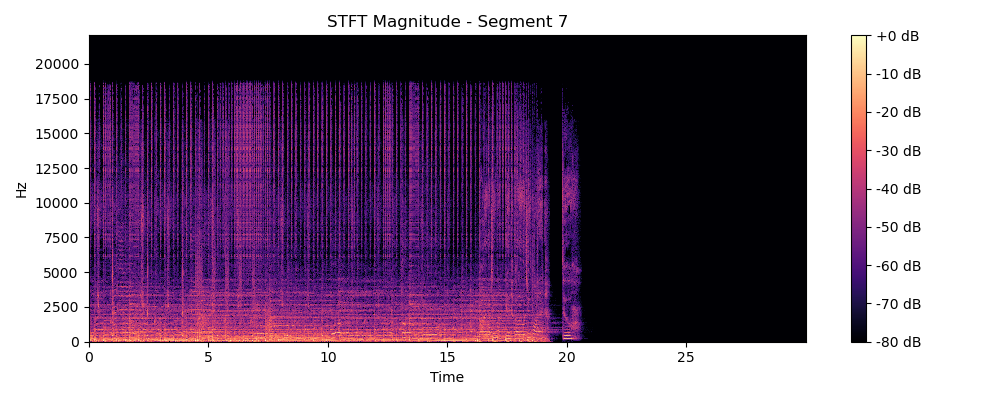 STFT Magnitude - Segment 7
Hz
20000
17500
15000
12500
10000
7500
5000
2500
0
0 5 10 15 20 25
Time
+0 dB
-10 dB
-20 dB
-30 dB
-40 dB
-50 dB
-60 dB
-70 dB
-80 dB